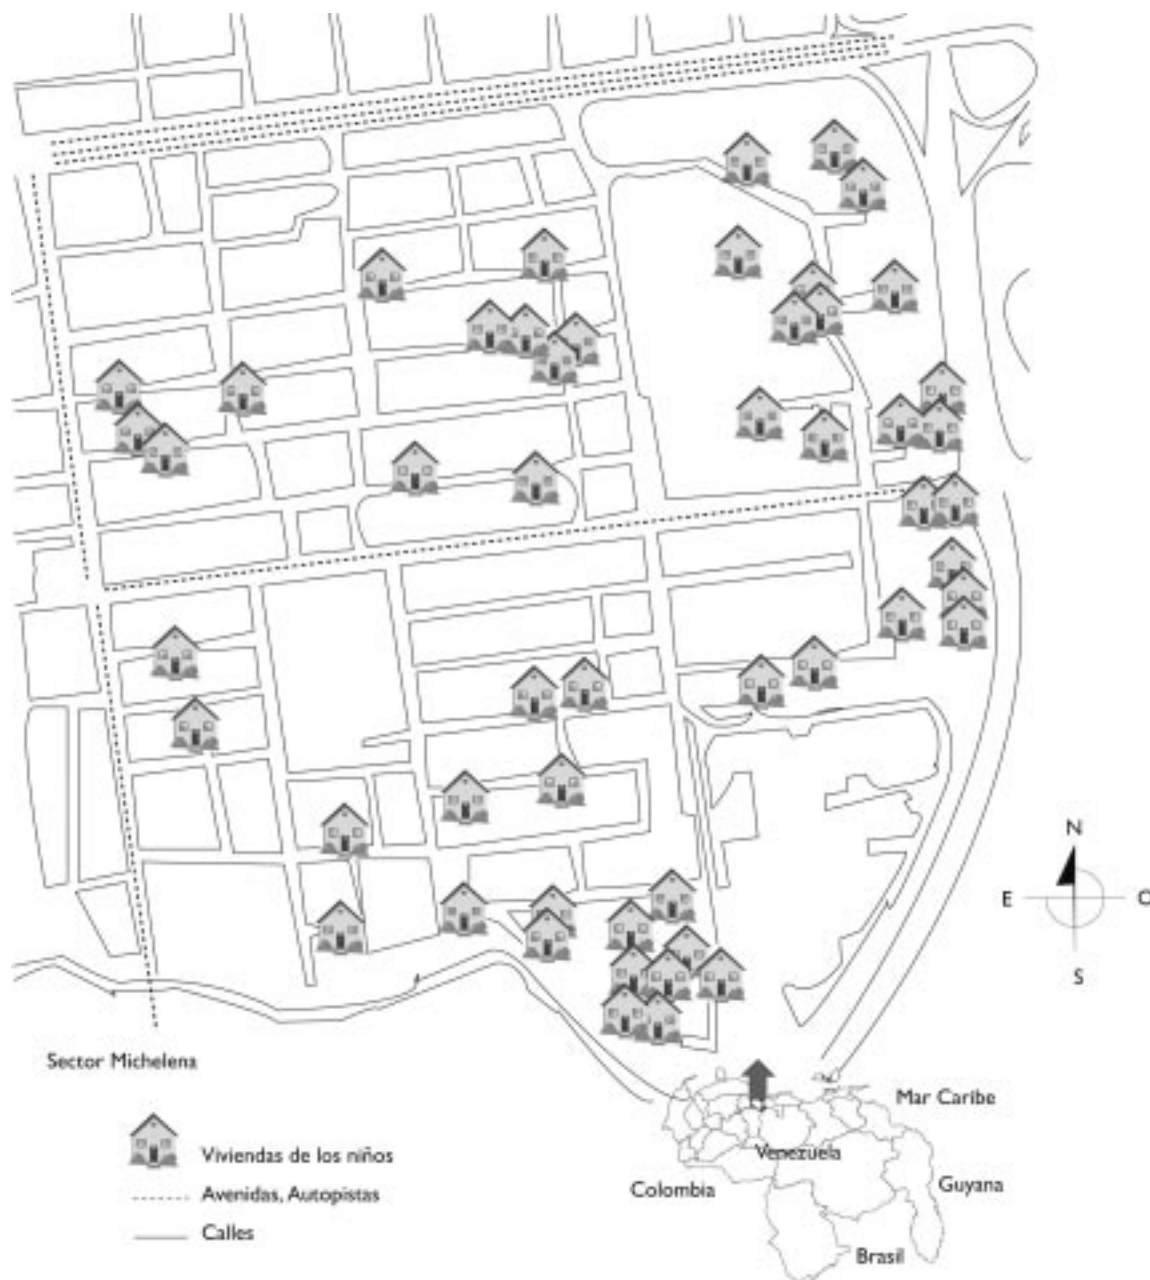 N
E
O
S
Sector Michelena
Mar Caribe
Viviendas de los niños
Venezuela
Colombia
Guyana
Avenidas, Autopistas
Calles
Brasil